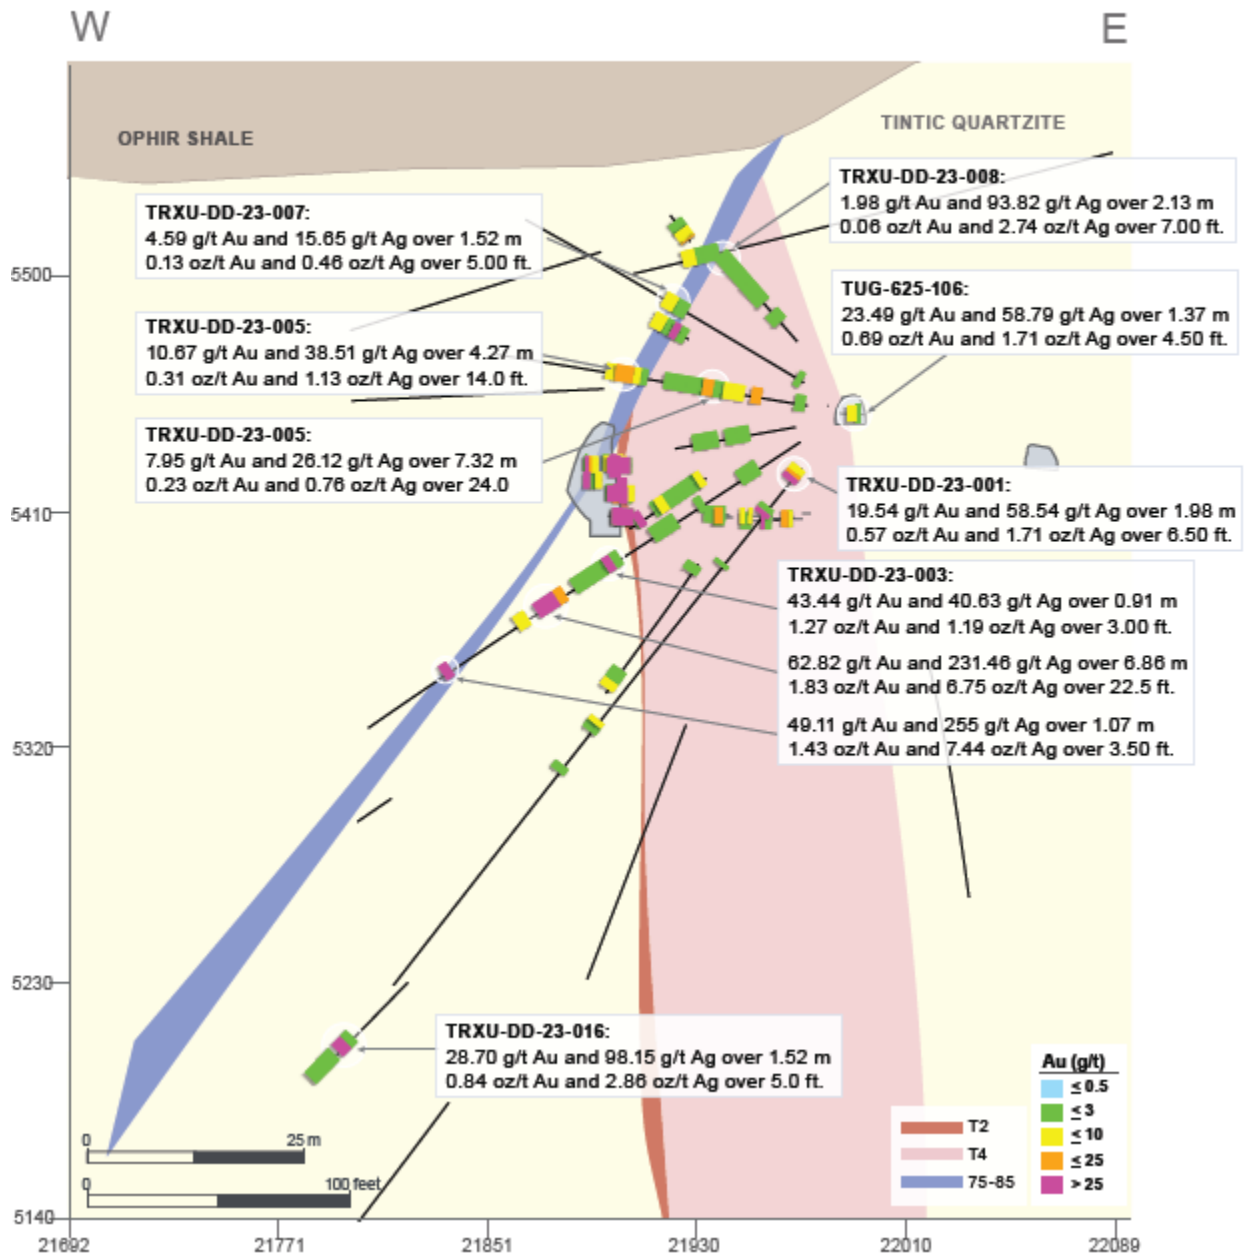 W
E
OPHIR SHALE
TINTIC QUARTZITE
TRXU-DD-23-008:
1.98 g/t Au and 93.82 g/t Ag over 2.13 m
0.06 oz/t Au and 2.74 oz/t Ag over 7.00 ft.
TRXU-DD-23-007:
4.59 g/t Au and 15.65 g/t Ag over 1.52 m
0.13 oz/t Au and 0.46 oz/t Ag over 5.00 ft.
5500
TUG-625-106:
23.49 g/t Au and 58.79 g/t Ag over 1.37 m
0.69 oz/t Au and 1.71 oz/t Ag over 4.50 ft.
TRXU-DD-23-005:
10.67 g/t Au and 38.51 g/t Ag over 4.27 m
0.31 oz/t Au and 1.13 oz/t Ag over 14.0 ft.
TRXU-DD-23-005:
7.95 g/t Au and 26.12 g/t Ag over 7.32 m
0.23 oz/t Au and 0.76 oz/t Ag over 24.0
TRXU-DD-23-001:
19.54 g/t Au and 58.54 g/t Ag over 1.98 m
0.57 oz/t Au and 1.71 oz/t Ag over 6.50 ft.
5410
TRXU-DD-23-003:
43.44 g/t Au and 40.63 g/t Ag over 0.91 m
1.27 oz/t Au and 1.19 oz/t Ag over 3.00 ft.
62.82 g/t Au and 231.46 g/t Ag over 6.86 m
1.83 oz/t Au and 6.75 oz/t Ag over 22.5 ft.
49.11 g/t Au and 255 g/t Ag over 1.07 m
1.43 oz/t Au and 7.44 oz/t Ag over 3.50 ft.
5320
5230
TRXU-DD-23-016:
28.70 g/t Au and 98.15 g/t Ag over 1.52 m
0.84 oz/t Au and 2.86 oz/t Ag over 5.0 ft.
Au (g/t)
≤ 0.5
≤ 3
≤ 10
≤ 25
> 25
T2
T4
75-85
0 25 m
0 100 feet
5140
21692 21771 21851 21930 22010 22089